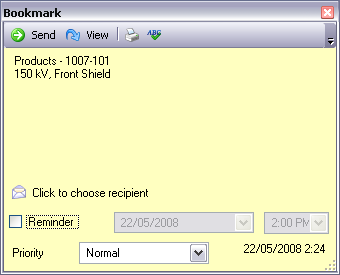 Bookmark
Send View ABC
Products - 1007-101
150 kV, Front Shield
Click to choose recipient
Reminder 22/05/2008 2:00 PM
Priority Normal 22/05/2008 2:24